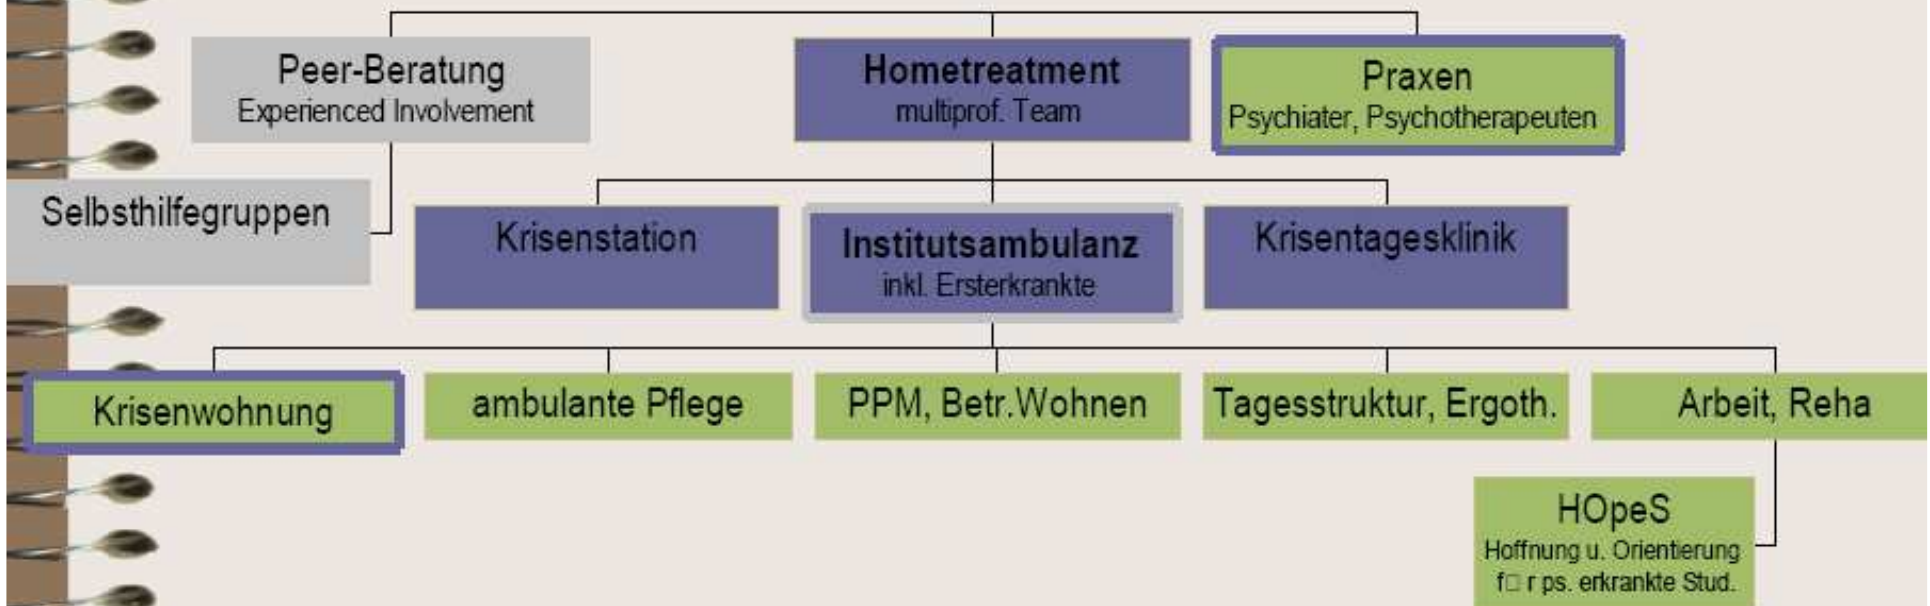 Peer-Beratung
Experienced Involvement
Hometreatment
multiprof. Team
Praxen
Psychiater, Psychotherapeuten
Selbsthilfegruppen
Krisenstation
Institutsambulanz
inkl. Ersterkrankte
Krisentagesklinik
Krisenwohnung
ambulante Pflege
PPM, Betr.Wohnen
Tagesstruktur, Ergoth.
Arbeit, Reha
HOpeS
Hoffnung u. Orientierung
f□r ps. erkrankte Stud.